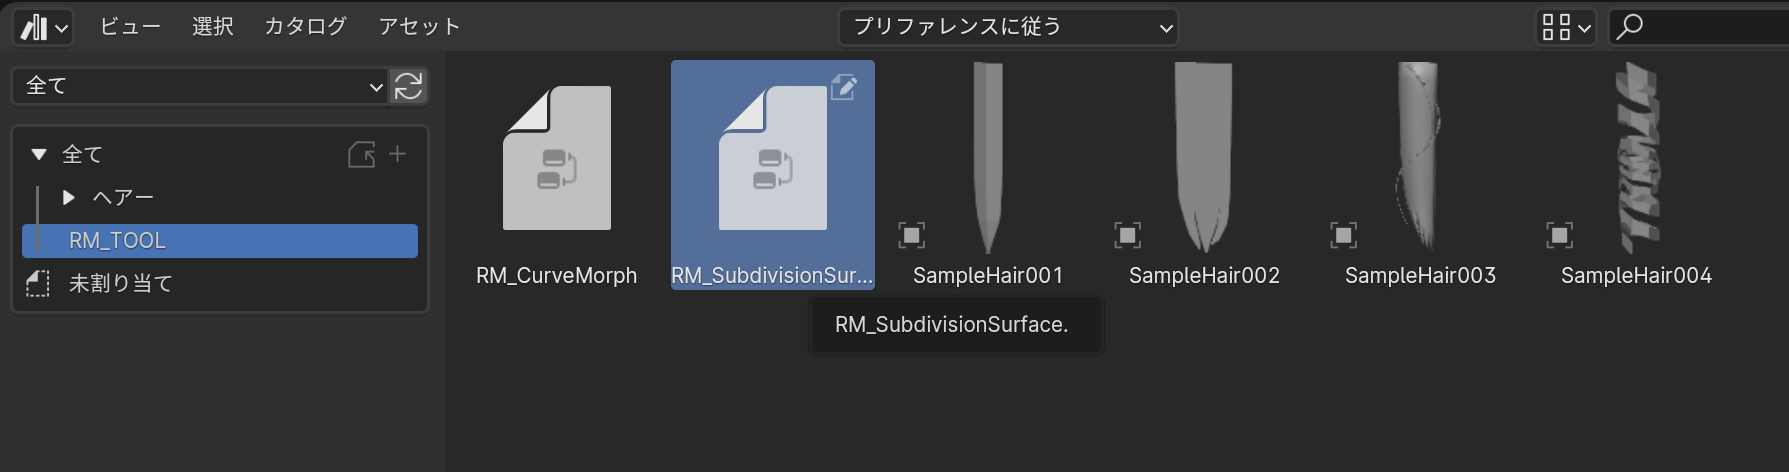 ビュー 選択 カタログ アセット プリファレンスに従う
全て
全て
ヘアー
RM_TOOL
未割り当て
RM_CurveMorph RM_SubdivisionSur... SampleHair001 SampleHair002 SampleHair003 SampleHair004
RM_SubdivisionSurface.